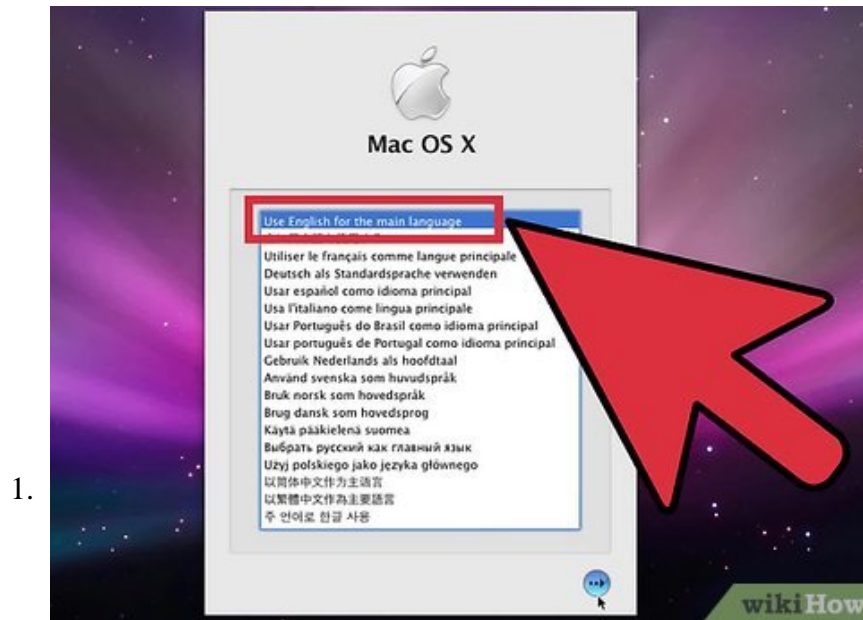 Mac OS X
Use English for the main language
Utiliser le français comme langue principale
Deutsch als Standardsprache verwenden
Usar español como idioma principal
Usa l'italiano come lingua principale
Usar Português do Brasil como idioma principal
Usar português de Portugal como idioma principal
Gebruik Nederlands als hoofdtaal
Använd svenska som huvudspråk
Bruk norsk som hovedspråk
Brug dansk som hovedsprog
Käytä pääkielenä suomea
Выбрать русский как главный язык
Użyj polskiego jako języka głównego
以简体中文作为主语言
以繁體中文作為主要語言
주 언어로 한글 사용
1.
wikiHow